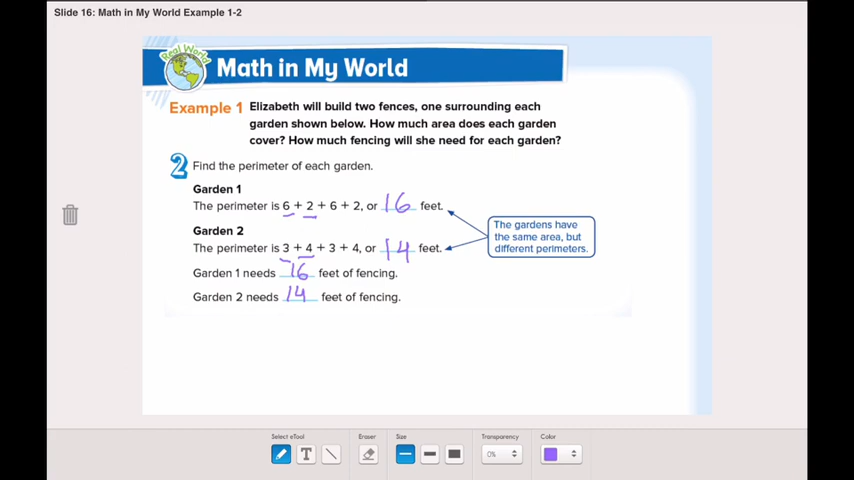 Slide 16: Math in My World Example 1-2
Real World
Math in My World
Example 1 Elizabeth will build two fences, one surrounding each
garden shown below. How much area does each garden
cover? How much fencing will she need for each garden?
2 Find the perimeter of each garden.
Garden 1
The perimeter is 6 + 2 + 6 + 2, or 16 feet.
Garden 2
The perimeter is 3 + 4 + 3 + 4, or 14 feet.
The gardens have
the same area, but
different perimeters.
Garden 1 needs 16 feet of fencing.
Garden 2 needs 14 feet of fencing.
Select eTool
Eraser
Size
Transparency
Color
T
0%